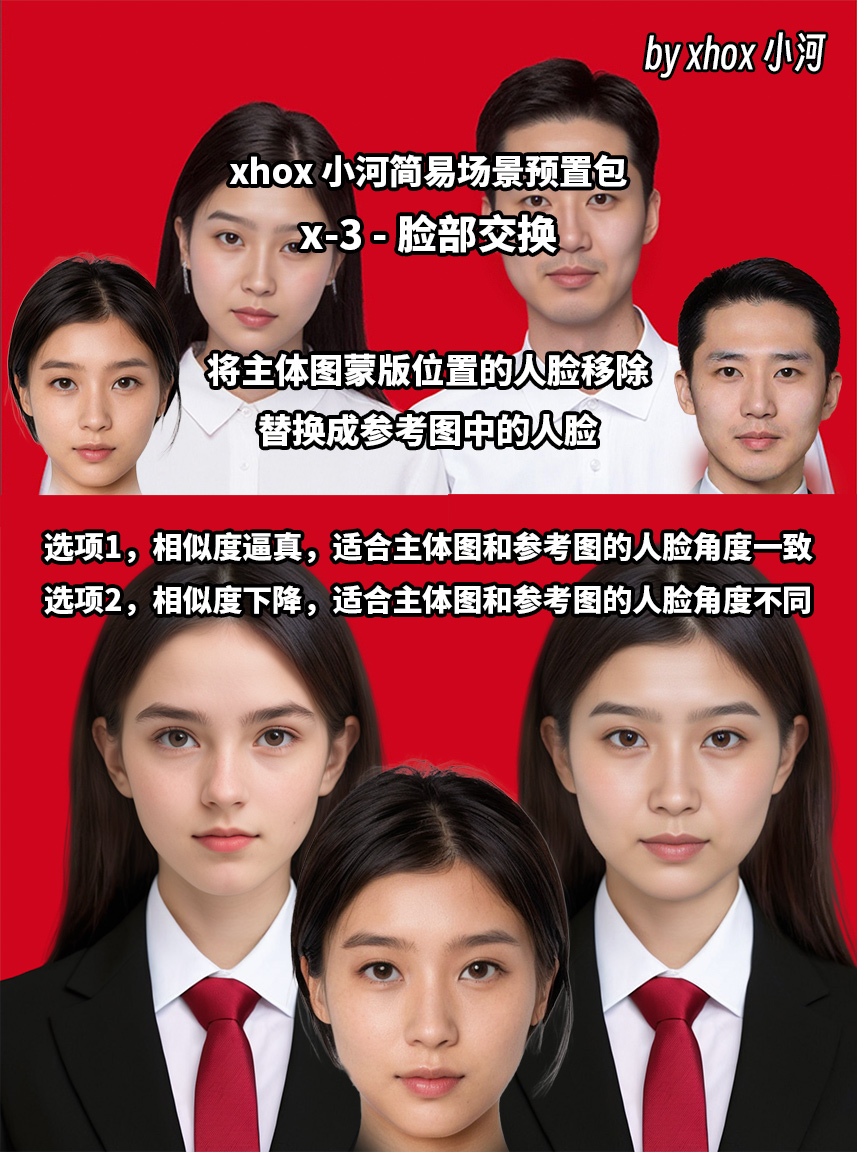 by xhox 小河
xhox 小河简易场景预置包
x-3 - 脸部交换
将主体图蒙版位置的人脸移除
替换成参考图中的人脸
选项1，相似度逼真，适合主体图和参考图的人脸角度一致
选项2，相似度下降，适合主体图和参考图的人脸角度不同